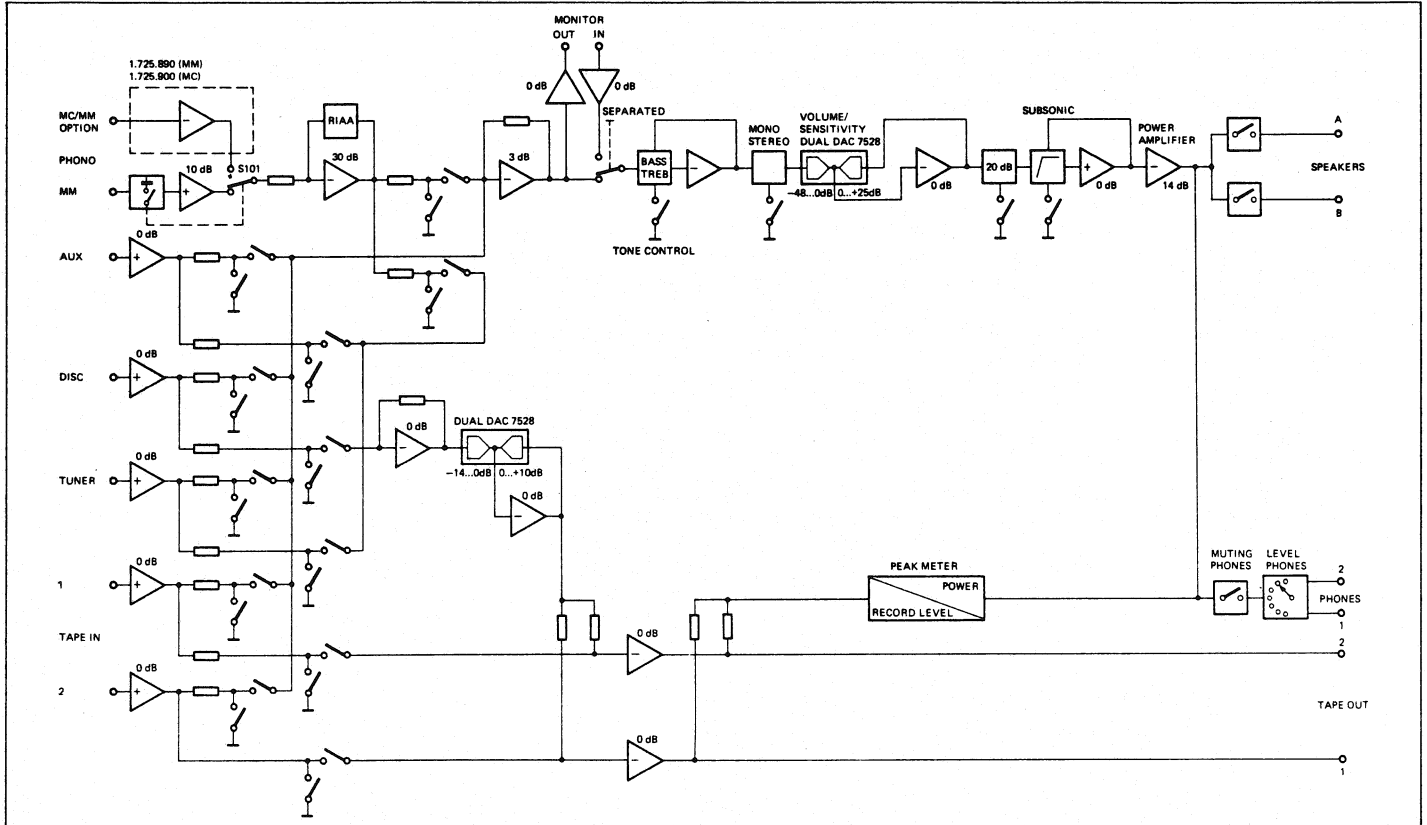 MONITOR
OUT IN
1.725.890 (MM)
1.725.900 (MC)
0 dB
0 dB
SEPARATED
MC/MM
OPTION
RIAA
SUBSONIC
A
VOLUME/
SENSITIVITY
DUAL DAC 7528
MONO
STEREO
POWER
AMPLIFIER
PHONO
10 dB
S101
30 dB
3 dB
BASS
TREB
20 dB
SPEAKERS
MM
−48...0dB 0...+25dB
0 dB
0 dB
14 dB
B
0 dB
TONE CONTROL
AUX
0 dB
DISC
DUAL DAC 7528
0 dB
0 dB
−14...0dB 0...+10dB
TUNER
0 dB
0 dB
1
PEAK METER
POWER
RECORD LEVEL
MUTING
PHONES
LEVEL
PHONES
2
PHONES
1
TAPE IN
0 dB
2
0 dB
2
TAPE OUT
0 dB
1